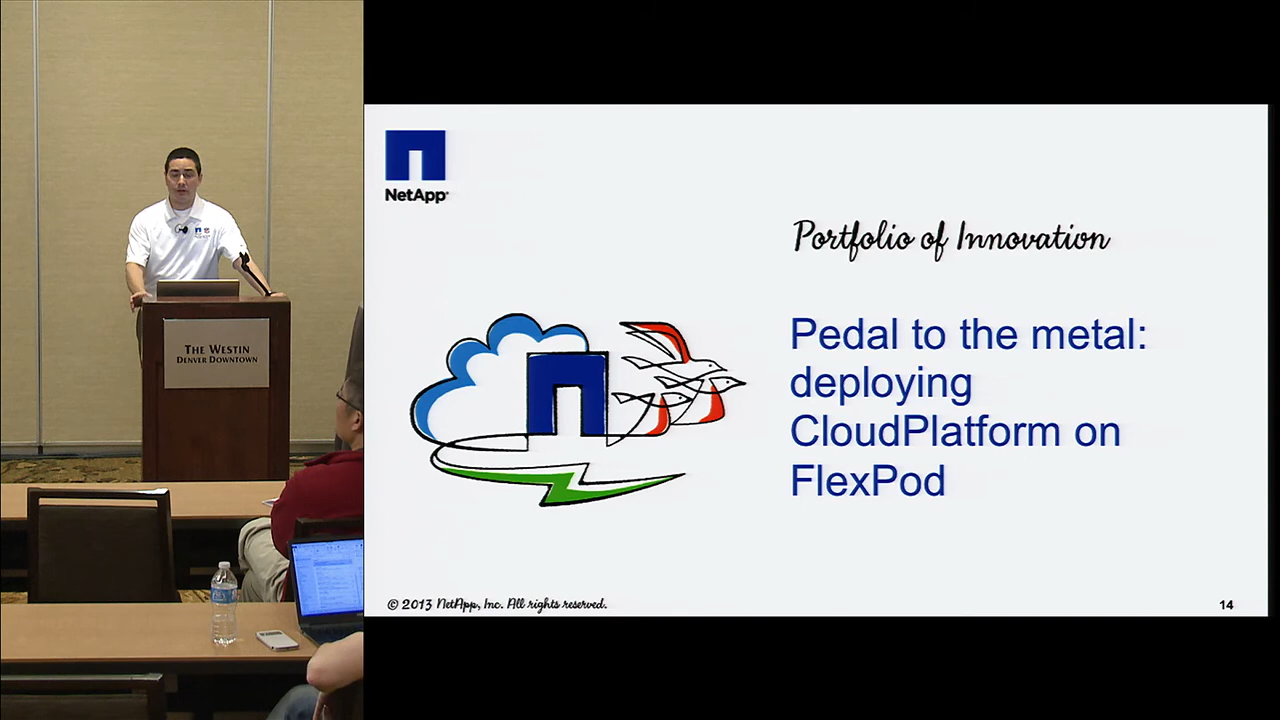 THE WESTIN
DENVER DOWNTOWN
NetApp
Portfolio of Innovation
Pedal to the metal:
deploying
CloudPlatform on
FlexPod
© 2013 NetApp, Inc. All rights reserved.
14